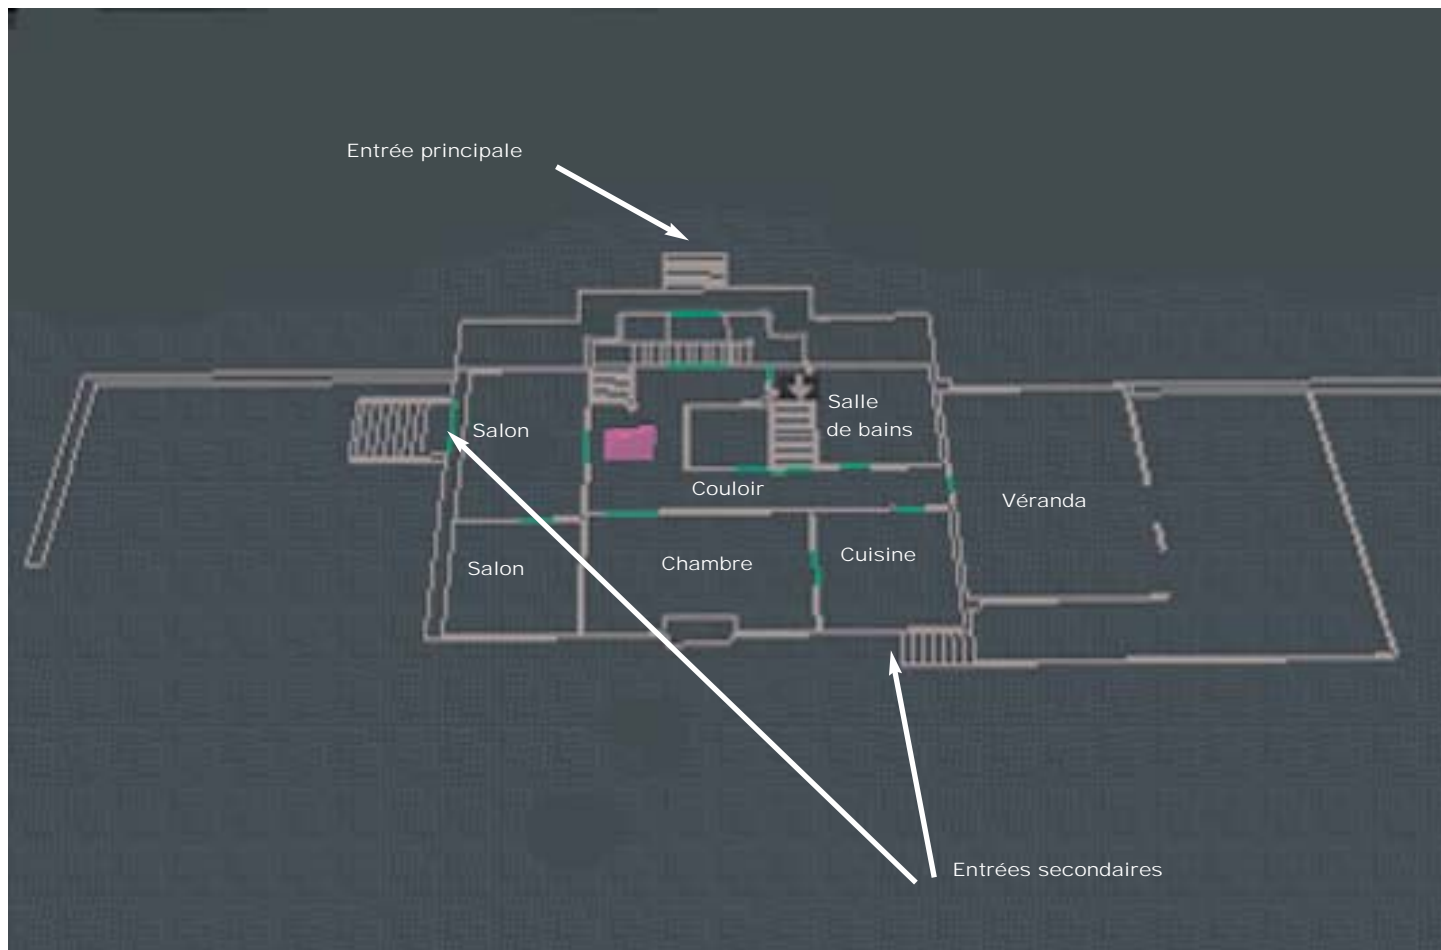 Entrée principale
Salle
de bains
Salon
Couloir
Véranda
Salon
Chambre
Cuisine
Entrées secondaires